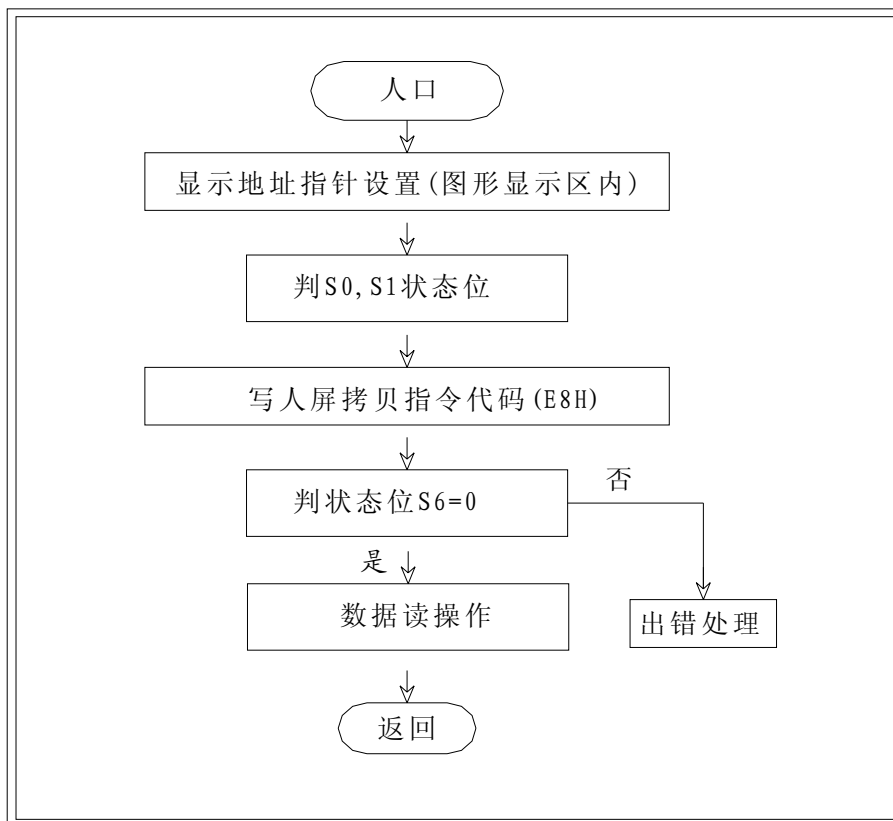 人口
显示地址指针设置(图形显示区内)
判S0,S1状态位
写人屏拷贝指令代码(E8H)
判状态位S6=0
否
是
数据读操作
出错处理
返回